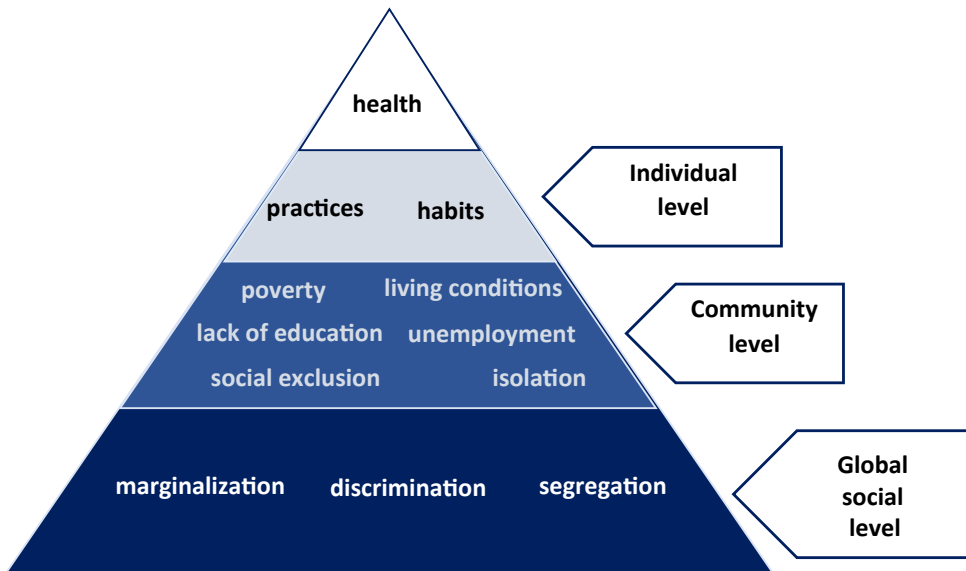 health
practices habits
Individual
level
poverty living conditions
lack of education unemployment
social exclusion isolation
Community
level
marginalization discrimination segregation
Global
social
level